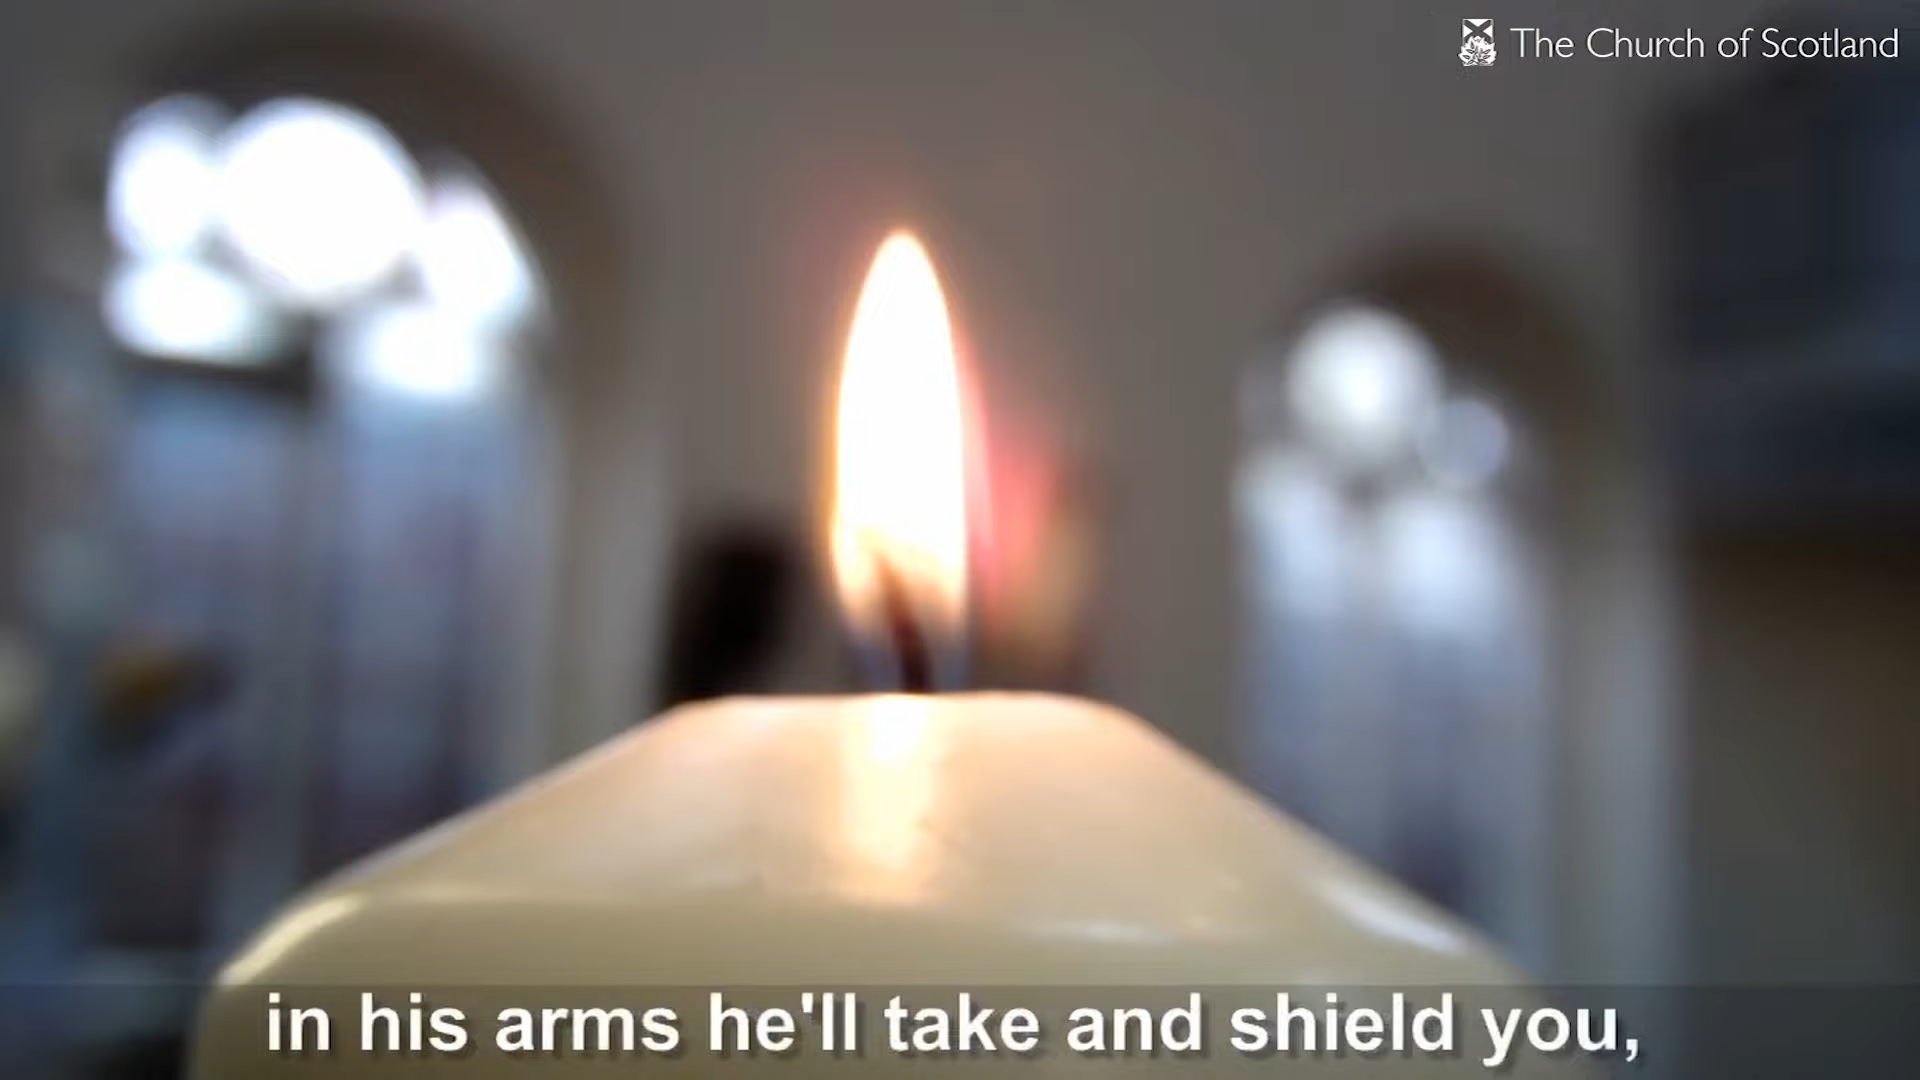 The Church of Scotland
in his arms he'll take and shield you,